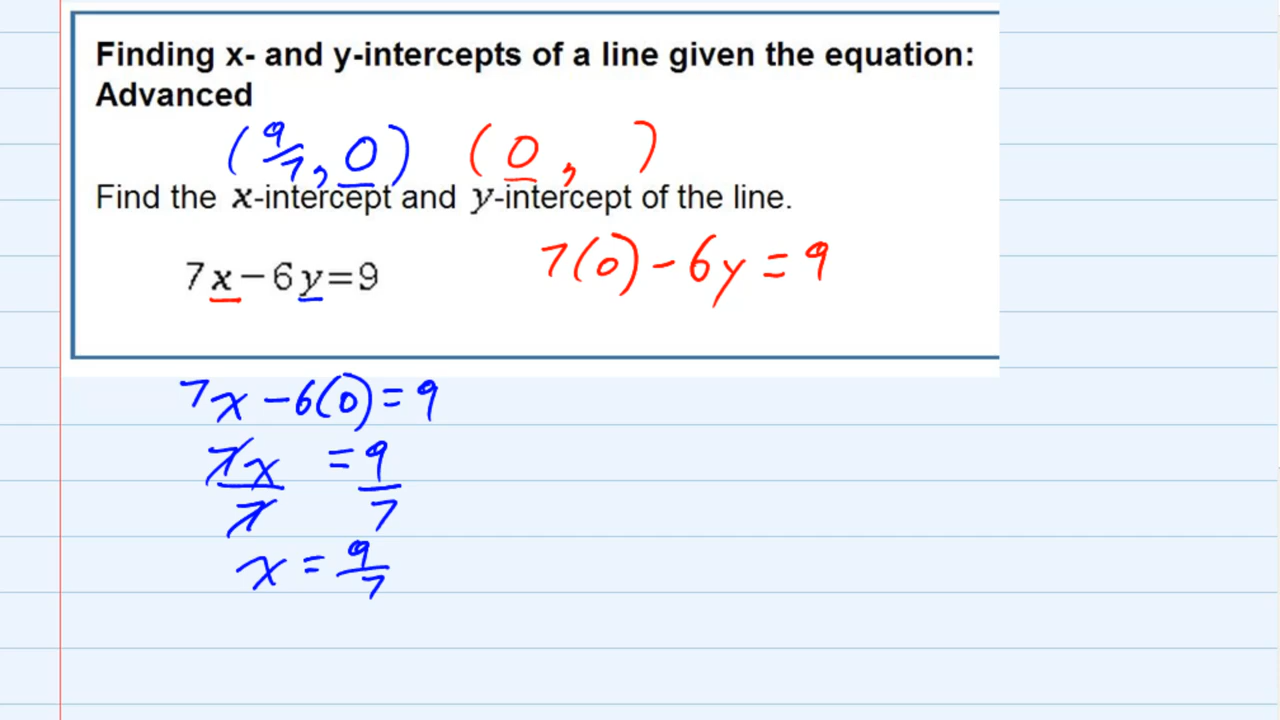 Finding x- and y-intercepts of a line given the equation:
Advanced
(9/7, 0) (0, )
Find the x-intercept and y-intercept of the line.
7x-6y=9
7(0)-6y=9
7x-6(0)=9
7x/7 = 9/7
x = 9/7